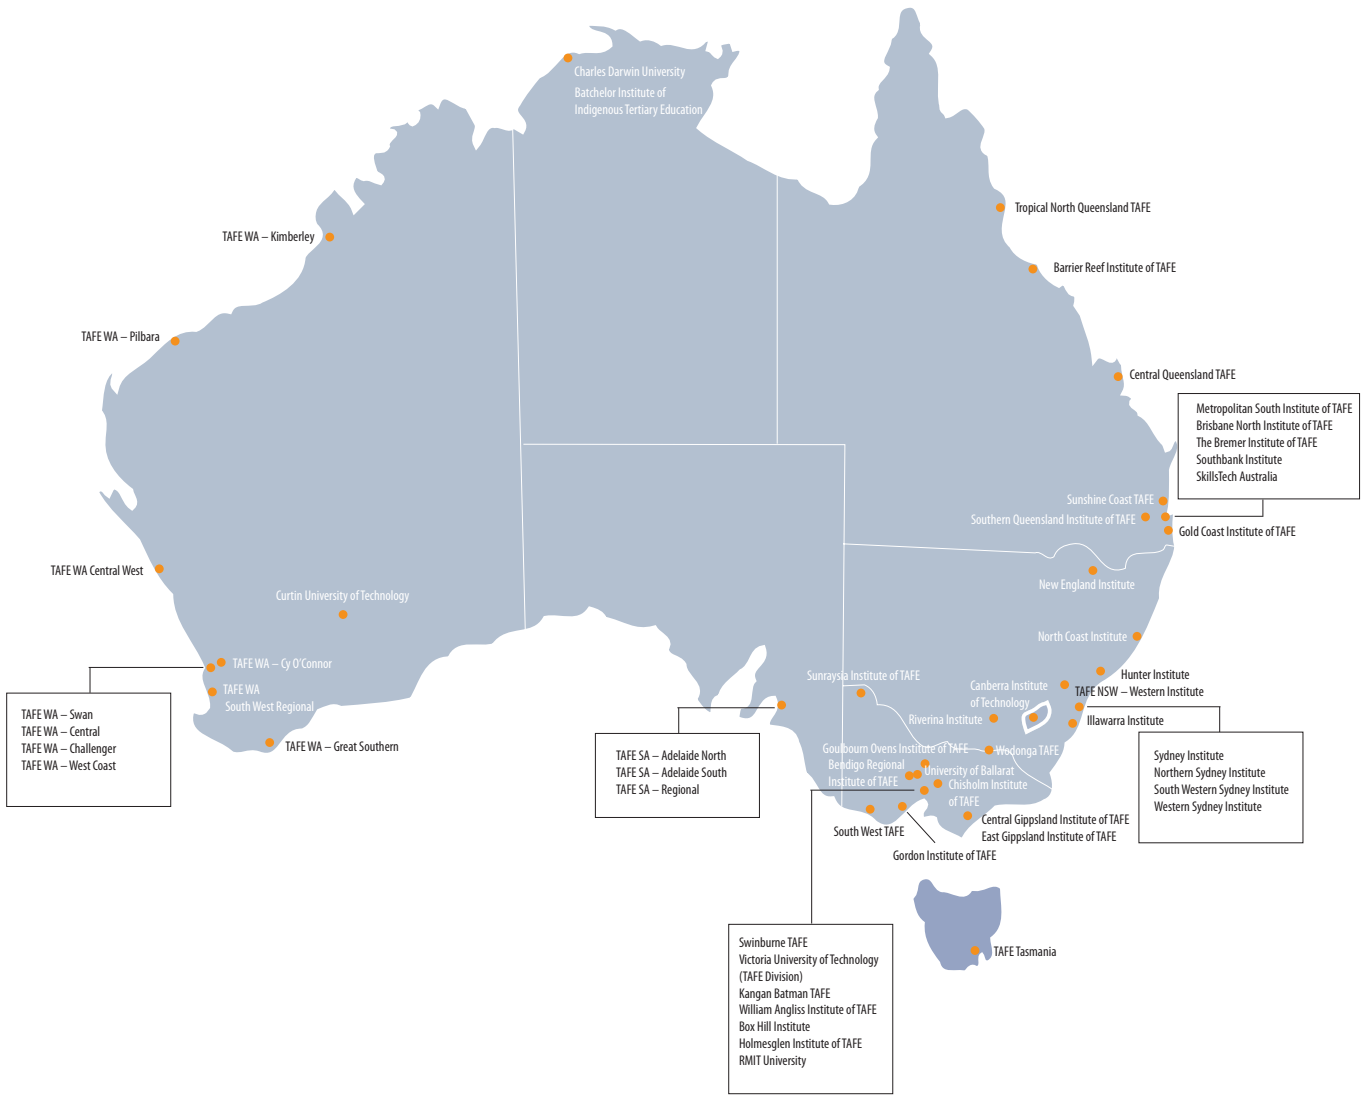 Charles Darwin University
Batchelor Institute of
Indigenous Tertiary Education
Tropical North Queensland TAFE
TAFE WA – Kimberley
Barrier Reef Institute of TAFE
TAFE WA – Pilbara
Central Queensland TAFE
Metropolitan South Institute of TAFE
Brisbane North Institute of TAFE
The Bremer Institute of TAFE
Southbank Institute
SkillsTech Australia
Sunshine Coast TAFE
Southern Queensland Institute of TAFE
Gold Coast Institute of TAFE
TAFE WA Central West
New England Institute
Curtin University of Technology
North Coast Institute
TAFE WA – Cy O'Connor
Sunraysia Institute of TAFE
Hunter Institute
Canberra Institute
of Technology
TAFE NSW – Western Institute
TAFE WA
South West Regional
Riverina Institute
Illawarra Institute
TAFE WA – Swan
TAFE WA – Central
TAFE WA – Challenger
TAFE WA – West Coast
TAFE WA – Great Southern
TAFE SA – Adelaide North
TAFE SA – Adelaide South
TAFE SA – Regional
Goulbourn Ovens Institute of TAFE
Wodonga TAFE
Bendigo Regional
Institute of TAFE
University of Ballarat
Chisholm Institute
of TAFE
Sydney Institute
Northern Sydney Institute
South Western Sydney Institute
Western Sydney Institute
Central Gippsland Institute of TAFE
East Gippsland Institute of TAFE
South West TAFE
Gordon Institute of TAFE
Swinburne TAFE
Victoria University of Technology
(TAFE Division)
Kangan Batman TAFE
William Angliss Institute of TAFE
Box Hill Institute
Holmesglen Institute of TAFE
RMIT University
TAFE Tasmania